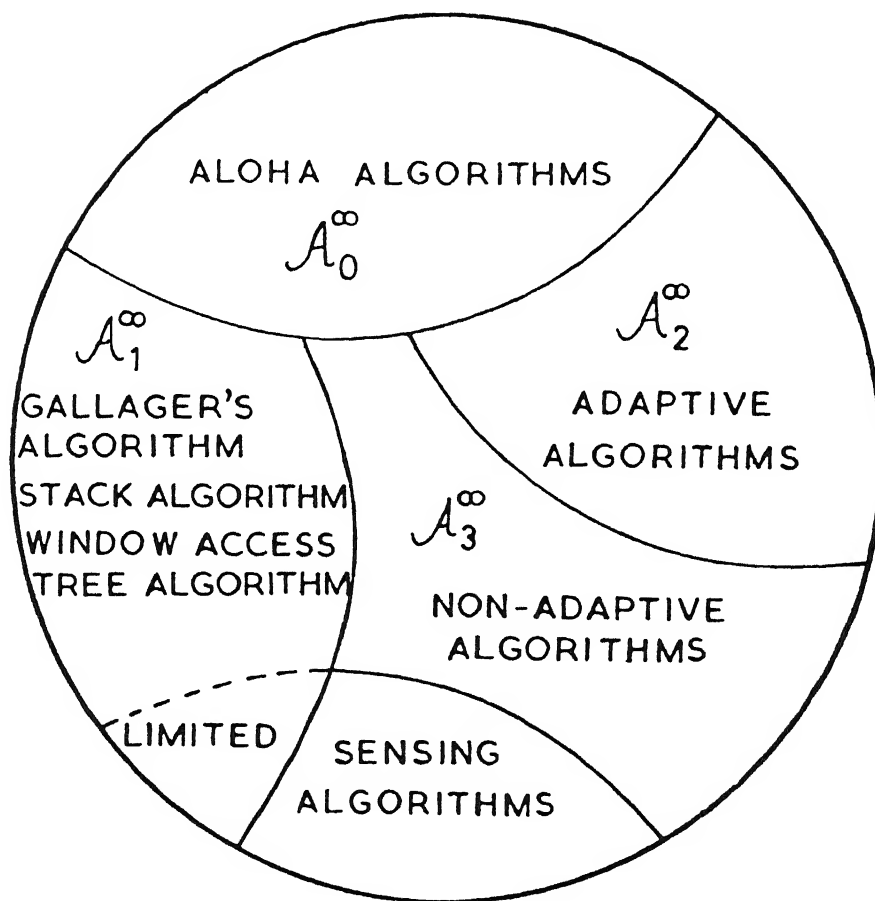 ALOHA ALGORITHMS
𝒜₀^∞
𝒜₁^∞
GALLAGER'S
ALGORITHM
STACK ALGORITHM
WINDOW ACCESS
TREE ALGORITHM
𝒜₂^∞
ADAPTIVE
ALGORITHMS
𝒜₃^∞
NON-ADAPTIVE
ALGORITHMS
LIMITED
SENSING
ALGORITHMS